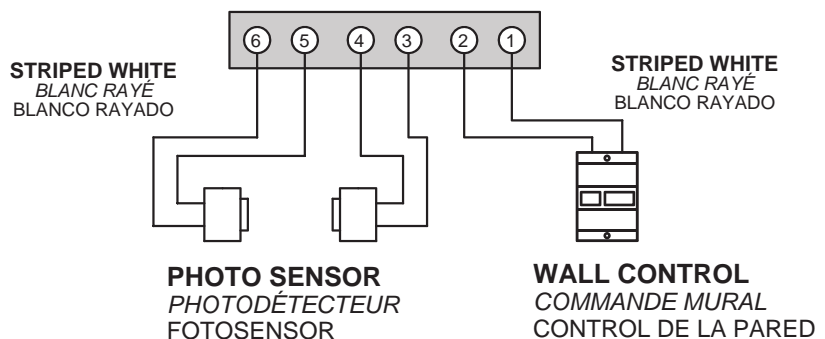 6 5 4 3 2 1
STRIPED WHITE
BLANC RAYÉ
BLANCO RAYADO
STRIPED WHITE
BLANC RAYÉ
BLANCO RAYADO
PHOTO SENSOR
PHOTODÉTECTEUR
FOTOSENSOR
WALL CONTROL
COMMANDE MURAL
CONTROL DE LA PARED